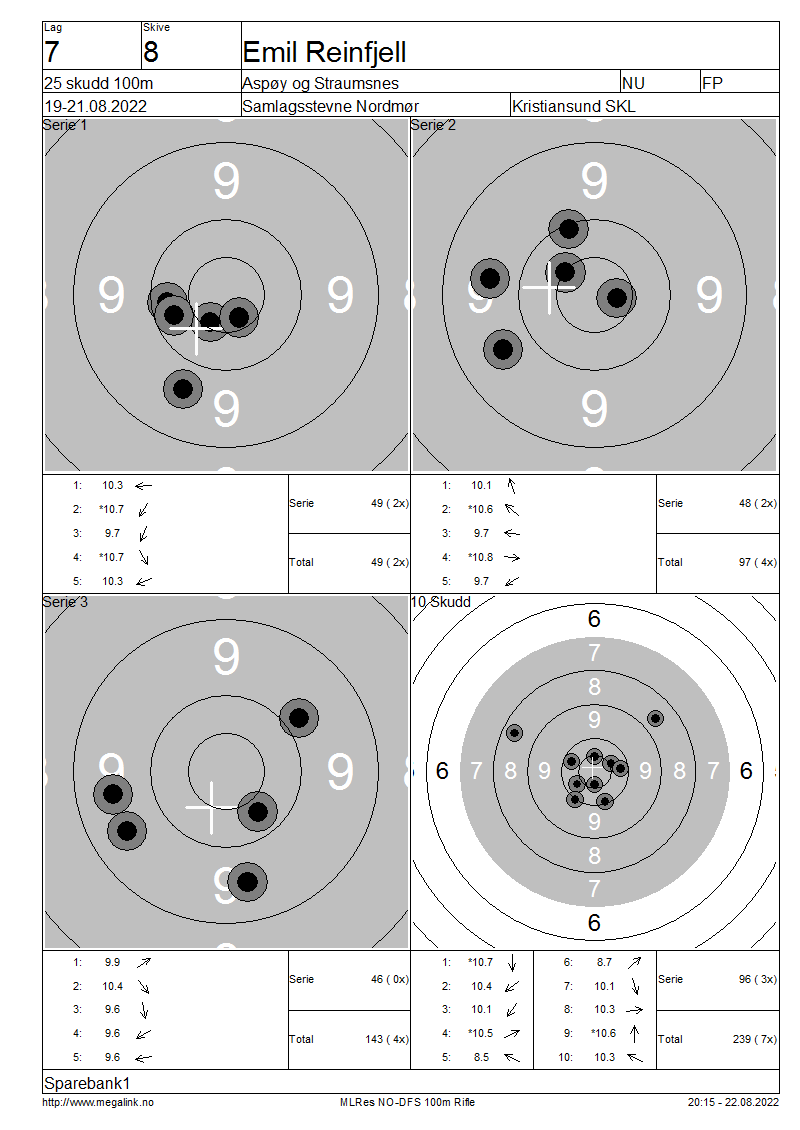 Lag
Skive
7
8
Emil Reinfjell
25 skudd 100m
Aspøy og Straumsnes
NU
FP
19-21.08.2022
Samlagsstevne Nordmør
Kristiansund SKL
Serie 1
9
9
9
9
1: 10.3
2: *10.7
3: 9.7
4: *10.7
5: 10.3
Serie 49 ( 2x)
Total 49 ( 2x)
Serie 2
9
9
9
9
1: 10.1
2: *10.6
3: 9.7
4: *10.8
5: 9.7
Serie 48 ( 2x)
Total 97 ( 4x)
Serie 3
9
9
9
9
1: 9.9
2: 10.4
3: 9.6
4: 9.6
5: 9.6
Serie 46 ( 0x)
Total 143 ( 4x)
10 Skudd
6
7
8
9
6 7 8 9 9 8 7 6
9
8
7
6
1: *10.7
2: 10.4
3: 10.1
4: *10.5
5: 8.5
6: 8.7
7: 10.1
8: 10.3
9: *10.6
10: 10.3
Serie 96 ( 3x)
Total 239 ( 7x)
Sparebank1
http://www.megalink.no
MLRes NO-DFS 100m Rifle
20:15 - 22.08.2022